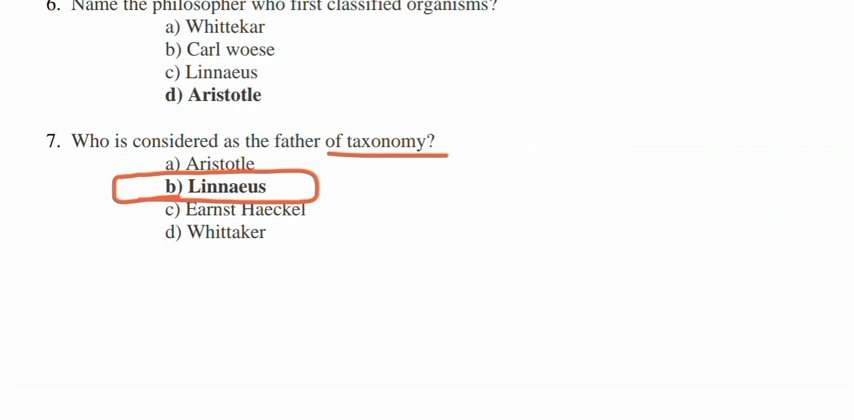 6. Name the philosopher who first classified organisms?
a) Whittekar
b) Carl woese
c) Linnaeus
d) Aristotle
7. Who is considered as the father of taxonomy?
a) Aristotle
b) Linnaeus
c) Earnst Haeckel
d) Whittaker